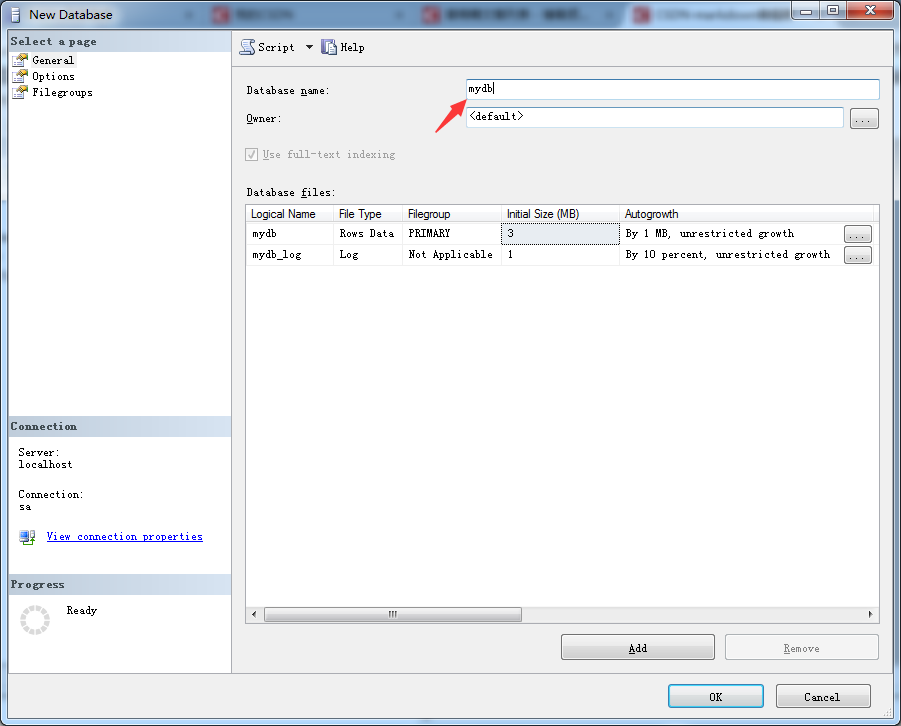 New Database
Select a page
General
Options
Filegroups
Script Help
Database name: mydb
Owner: <default>
...
Use full-text indexing
Database files:
Logical Name File Type Filegroup Initial Size (MB) Autogrowth
mydb Rows Data PRIMARY 3 By 1 MB, unrestricted growth ...
mydb_log Log Not Applicable 1 By 10 percent, unrestricted growth ...
Connection
Server:
localhost
Connection:
sa
View connection properties
Progress
Ready
Add Remove
OK Cancel